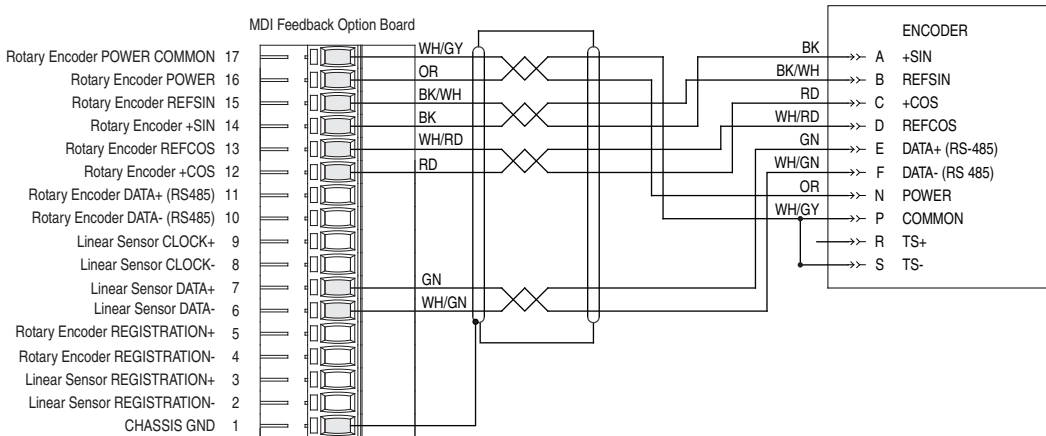 MDI Feedback Option Board
Rotary Encoder POWER COMMON 17
Rotary Encoder POWER 16
Rotary Encoder REFSIN 15
Rotary Encoder +SIN 14
Rotary Encoder REFCOS 13
Rotary Encoder +COS 12
Rotary Encoder DATA+ (RS485) 11
Rotary Encoder DATA- (RS485) 10
Linear Sensor CLOCK+ 9
Linear Sensor CLOCK- 8
Linear Sensor DATA+ 7
Linear Sensor DATA- 6
Rotary Encoder REGISTRATION+ 5
Rotary Encoder REGISTRATION- 4
Linear Sensor REGISTRATION+ 3
Linear Sensor REGISTRATION- 2
CHASSIS GND 1
WH/GY
OR
BK/WH
BK
WH/RD
RD
GN
WH/GN
BK
BK/WH
RD
WH/RD
GN
WH/GN
OR
WH/GY
ENCODER
A +SIN
B REFSIN
C +COS
D REFCOS
E DATA+ (RS-485)
F DATA- (RS 485)
N POWER
P COMMON
R TS+
S TS-